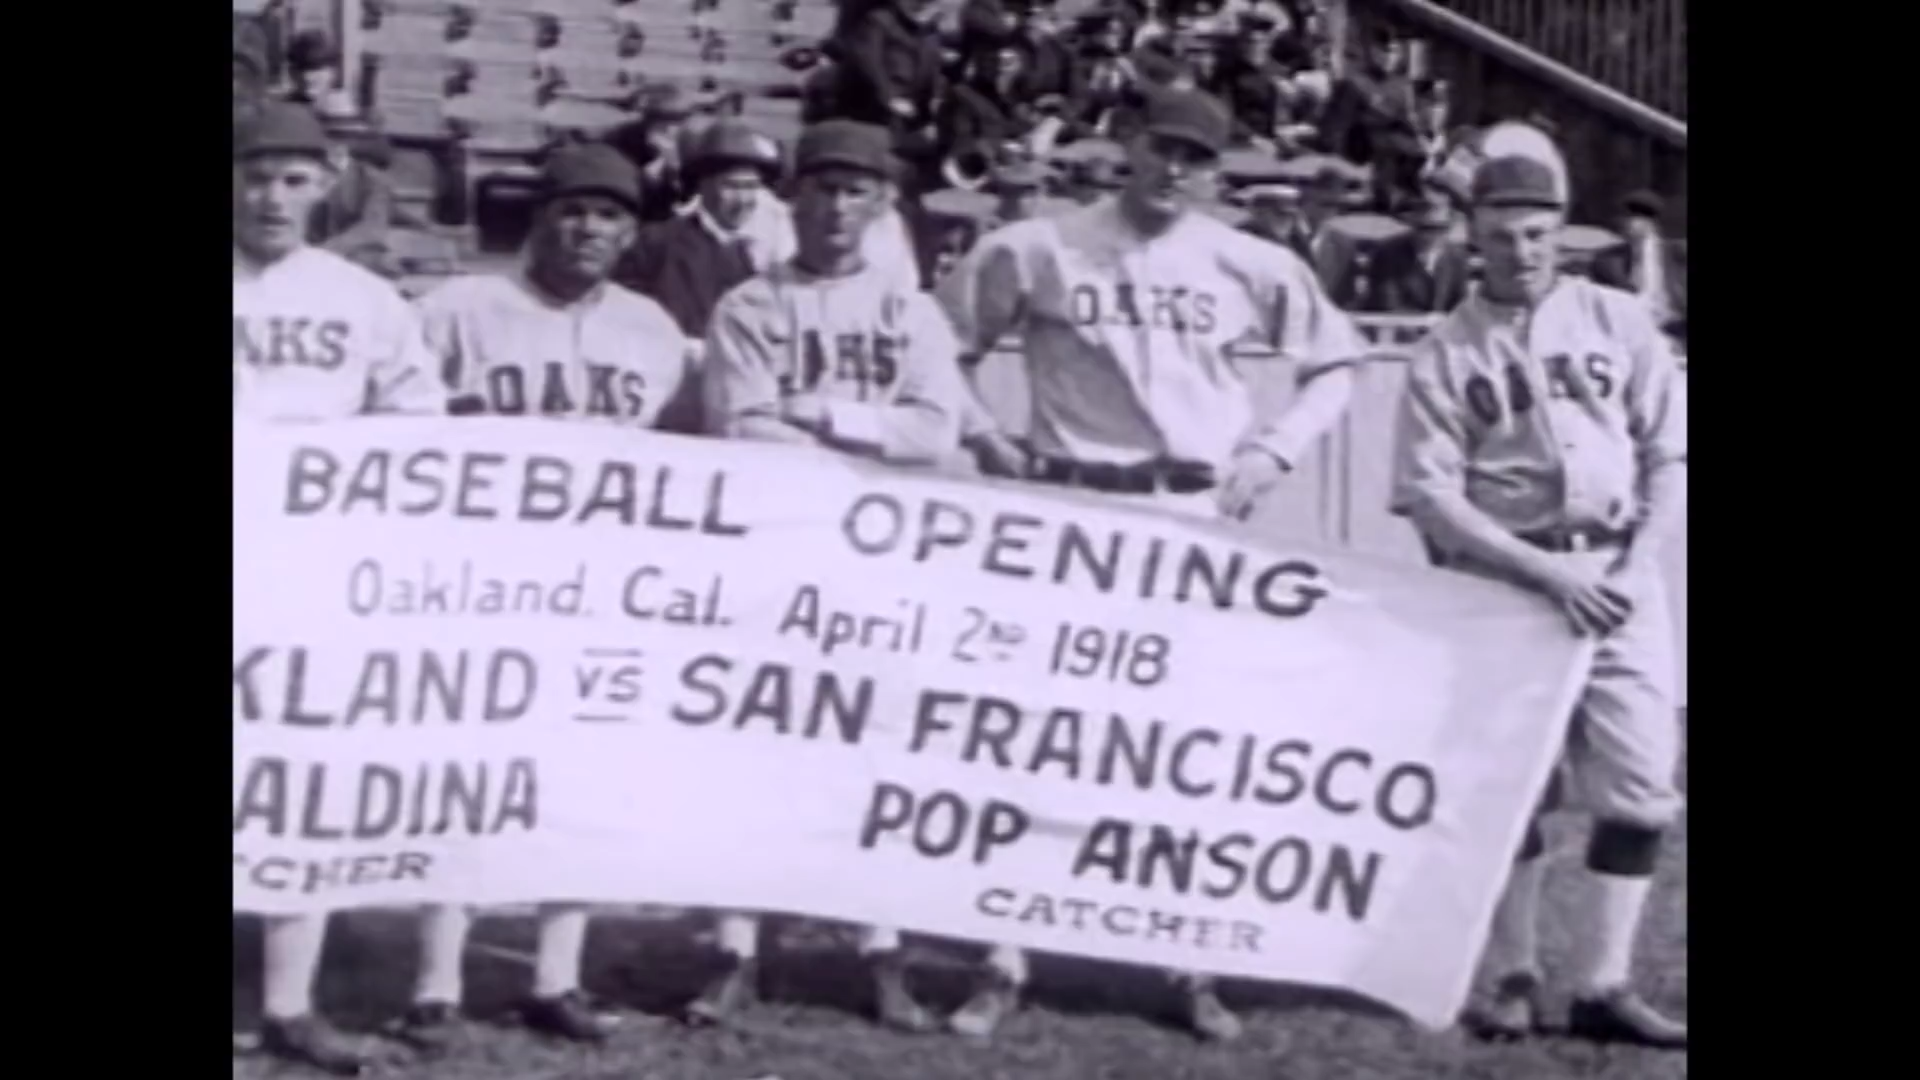 AKS
OAKS
OAKS
OAKS
OAKS
BASEBALL OPENING
Oakland. Cal. April 2ND 1918
KLAND VS SAN FRANCISCO
ALDINA POP ANSON
TCHER CATCHER